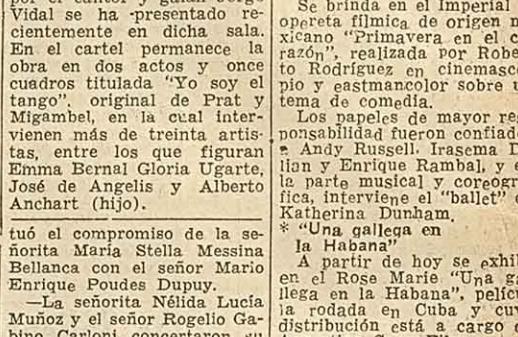 por el cantor y galán Jorge
Vidal se ha -presentado re-
cientemente en dicha sala.
En el cartel permanece la
obra en dos actos y once
cuadros titulada "Yo soy el
tango", original de Prat y
Migambel, en la cual inter-
vienen más de treinta artis-
tas, entre los que figuran
Emma Bernal Gloria Ugarte,
José de Angelis y Alberto
Anchart (hijo).
tuó el compromiso de la se-
ñorita María Stella Messina
Bellanca con el señor Mario
Enrique Poudes Dupuy.
—La señorita Nélida Lucía
Muñoz y el señor Rogelio Ga-
bino Carloni concertaron su
Se brinda en el Imperial
opereta fílmica de origen m
xicano "Primavera en el c
razón", realizada por Robe
to Rodríguez en cinemasc
pio y eastmancolor sobre u
tema de comedia.
Los papeles de mayor re
ponsabilidad fueron confiad
a Andy Russell, Irasema D
lian y Enrique Rambal, y e
la parte musical y coreogr
fica, interviene el "ballet" d
Katherina Dunham.
* "Una gallega en
la Habana"
A partir de hoy se exhi
en el Rose Marie "Una ga
llega en la Habana", pelícu
la rodada en Cuba y cuy
distribución está a cargo d